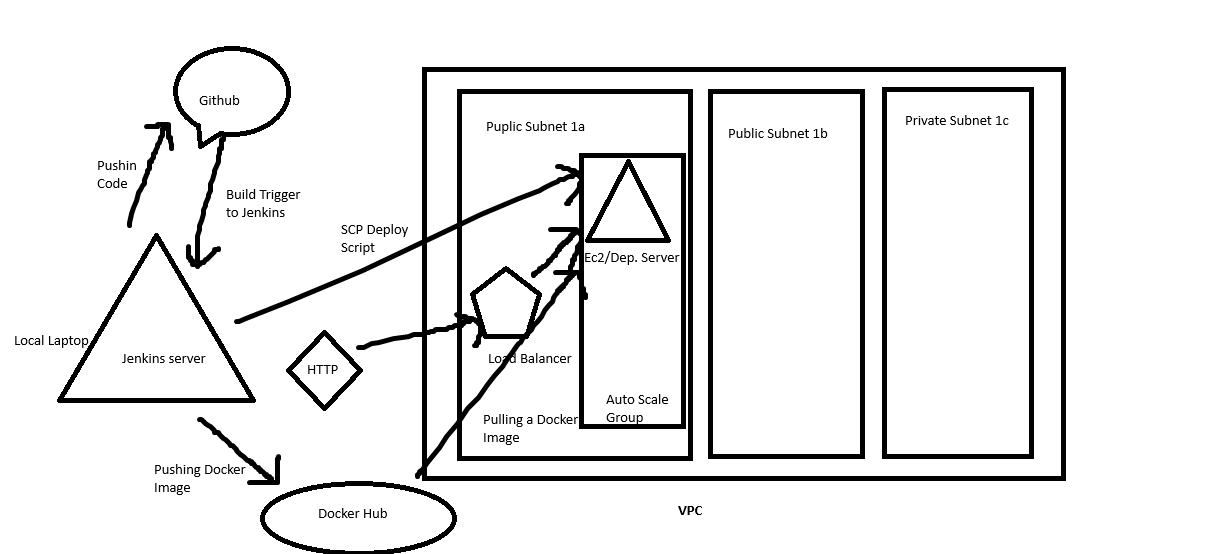 Github
Pushin
Code
Build Trigger
to Jenkins
Local Laptop
Jenkins server
SCP Deploy
Script
HTTP
Pushing Docker
Image
Docker Hub
Puplic Subnet 1a
Ec2/Dep. Server
Load Balancer
Auto Scale
Group
Pulling a Docker
Image
Public Subnet 1b
Private Subnet 1c
VPC